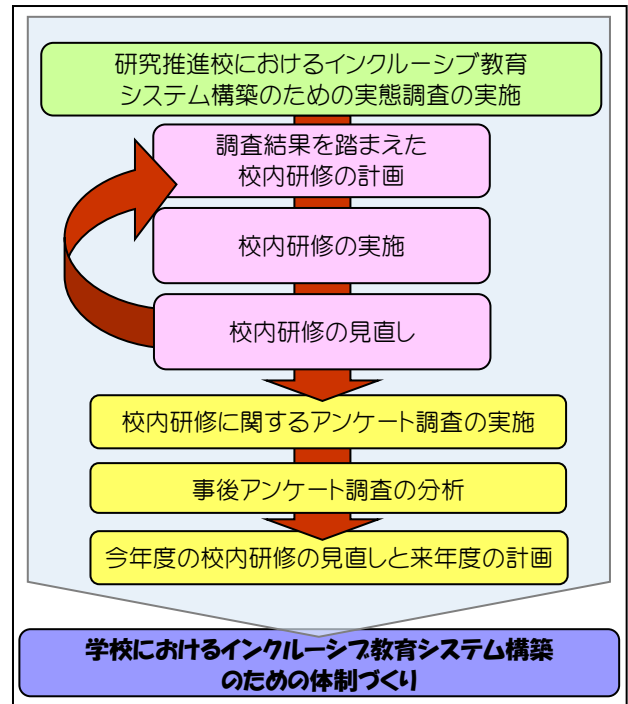 研究推進校におけるインクルーシブ教育
システム構築のための実態調査の実施
調査結果を踏まえた
校内研修の計画
校内研修の実施
校内研修の見直し
校内研修に関するアンケート調査の実施
事後アンケート調査の分析
今年度の校内研修の見直しと来年度の計画
学校におけるインクルーシブ教育システム構築
のための体制づくり